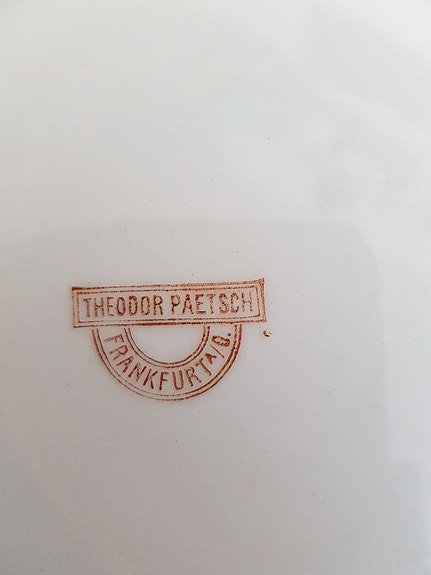 THEODOR PAETSCH
FRANKFURT A/O.